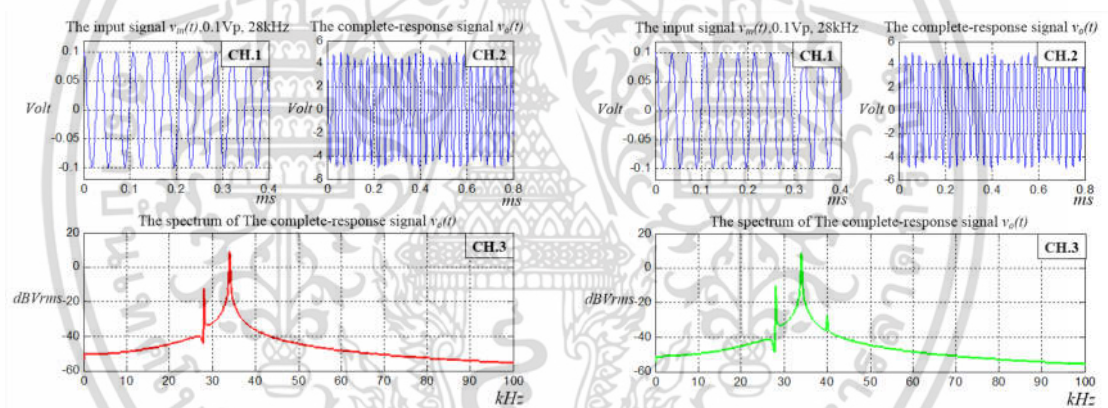 The input signal vin(t),0.1Vp, 28kHz
The complete-response signal vo(t)
CH.1
CH.2
Volt
0.1
0.05
0
-0.05
-0.1
0 0.1 0.2 0.3 0.4
ms
Volt
6
4
2
0
-2
-4
-6
0 0.2 0.4 0.6 0.8
ms
The spectrum of The complete-response signal vo(t)
CH.3
dBVrms
20
0
-20
-40
-60
0 10 20 30 40 50 60 70 80 90 100
kHz
The input signal vin(t),0.1Vp, 28kHz
The complete-response signal vo(t)
CH.1
CH.2
Volt
0.1
0.05
0
-0.05
-0.1
0 0.1 0.2 0.3 0.4
ms
Volt
6
4
2
0
-2
-4
-6
0 0.2 0.4 0.6 0.8
ms
The spectrum of The complete-response signal vo(t)
CH.3
dBVrms
20
0
-20
-40
-60
0 10 20 30 40 50 60 70 80 90 100
kHz